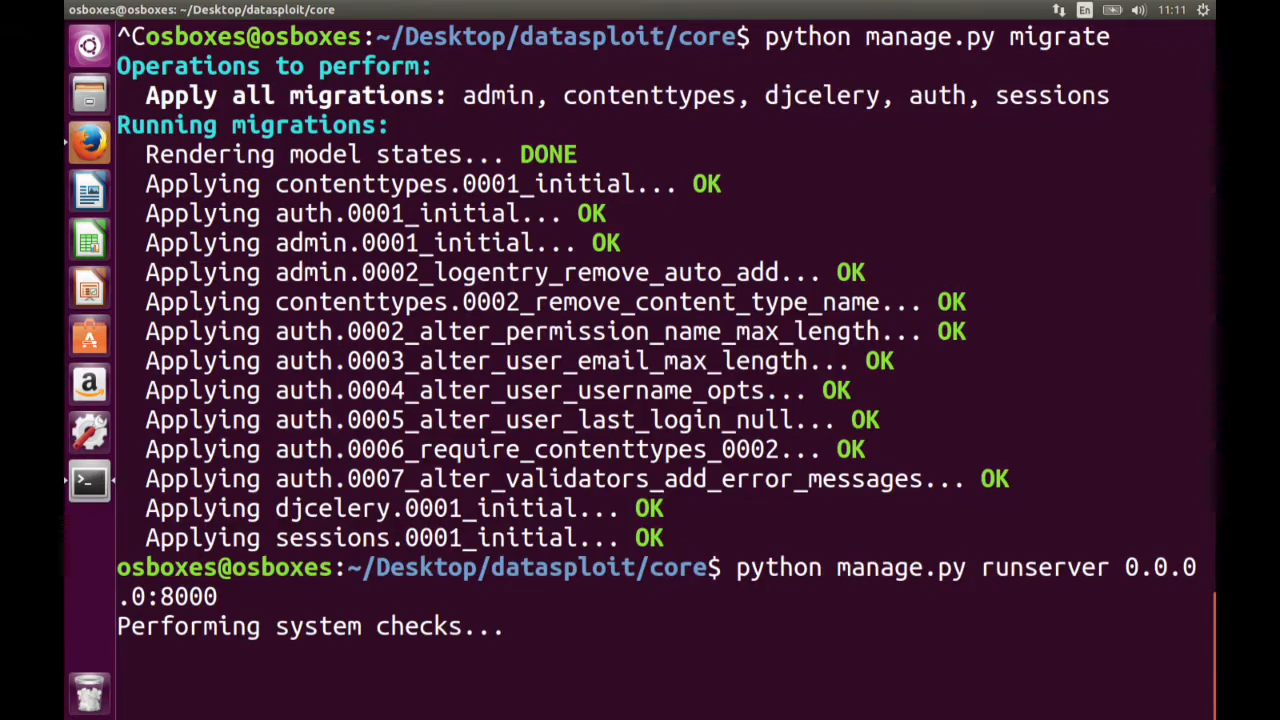 osboxes@osboxes: ~/Desktop/datasploit/core
En
11:11
^Cosboxes@osboxes:~/Desktop/datasploit/core$ python manage.py migrate
Operations to perform:
  Apply all migrations: admin, contenttypes, djcelery, auth, sessions
Running migrations:
  Rendering model states... DONE
  Applying contenttypes.0001_initial... OK
  Applying auth.0001_initial... OK
  Applying admin.0001_initial... OK
  Applying admin.0002_logentry_remove_auto_add... OK
  Applying contenttypes.0002_remove_content_type_name... OK
  Applying auth.0002_alter_permission_name_max_length... OK
  Applying auth.0003_alter_user_email_max_length... OK
  Applying auth.0004_alter_user_username_opts... OK
  Applying auth.0005_alter_user_last_login_null... OK
  Applying auth.0006_require_contenttypes_0002... OK
  Applying auth.0007_alter_validators_add_error_messages... OK
  Applying djcelery.0001_initial... OK
  Applying sessions.0001_initial... OK
osboxes@osboxes:~/Desktop/datasploit/core$ python manage.py runserver 0.0.0
.0:8000
Performing system checks...